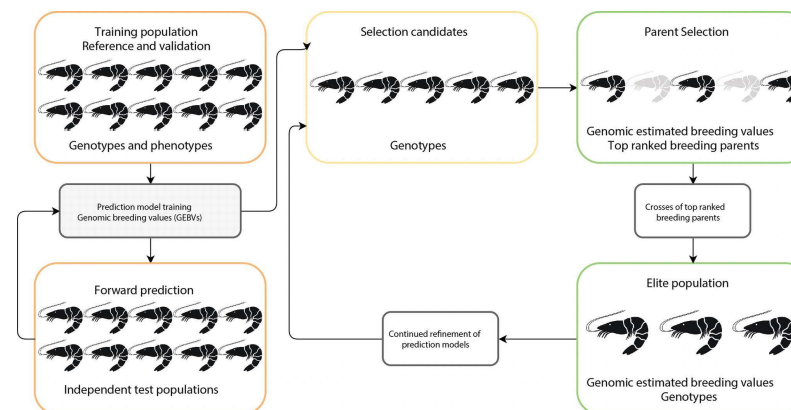 Training population
Reference and validation
Genotypes and phenotypes
Prediction model training
Genomic breeding values (GEBVs)
Forward prediction
Independent test populations
Selection candidates
Genotypes
Parent Selection
Genomic estimated breeding values
Top ranked breeding parents
Crosses of top ranked
breeding parents
Elite population
Genomic estimated breeding values
Genotypes
Continued refinement of
prediction models